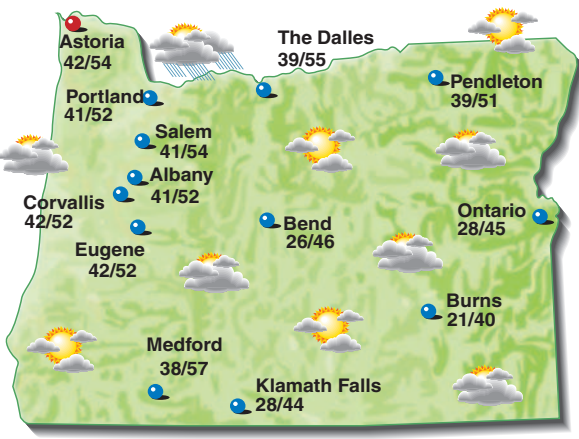 Astoria
42/54
The Dalles
39/55
Pendleton
39/51
Portland
41/52
Salem
41/54
Albany
41/52
Corvallis
42/52
Eugene
42/52
Bend
26/46
Ontario
28/45
Burns
21/40
Medford
38/57
Klamath Falls
28/44